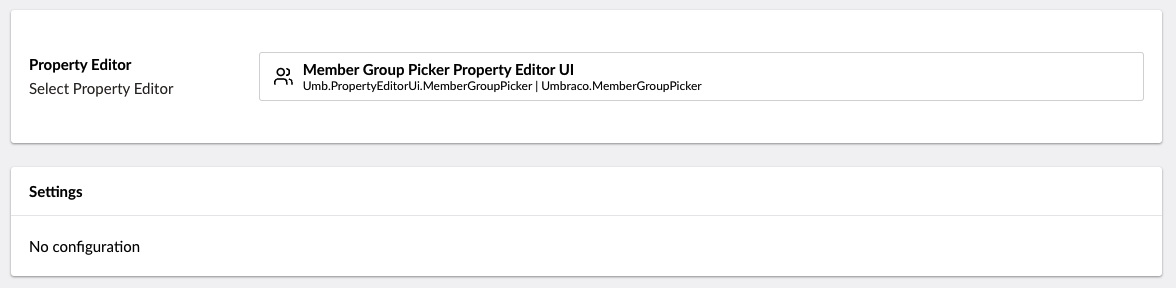 Property Editor
Select Property Editor
Member Group Picker Property Editor UI
Umb.PropertyEditorUi.MemberGroupPicker | Umbraco.MemberGroupPicker
Settings
No configuration